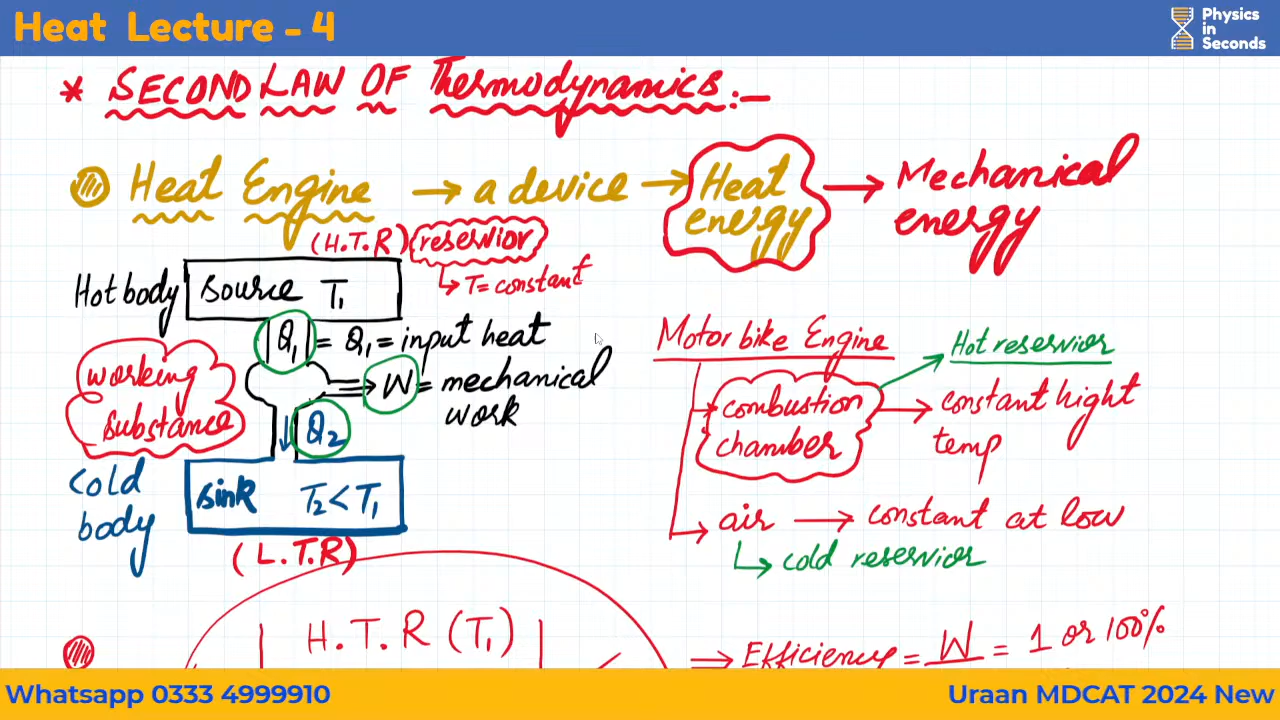 Heat Lecture - 4
Physics
in
Seconds
* SECOND LAW OF Thermodynamics:-
Heat Engine → a device → Heat energy → Mechanical energy
(H.T.R) reservior
↳ T= constant
Hot body
source T₁
Q₁ = Q₁ = input heat
working substance
⇒ W = mechanical work
↓ Q₂
cold body
sink T₂ < T₁
(L.T.R)
Motor bike Engine
Hot reservior
combustion chamber → constant hight temp
air → constant at low
↳ cold reservior
H.T.R (T₁)
⇒ Efficiency = W = 1 or 100%
Whatsapp 0333 4999910
Uraan MDCAT 2024 New